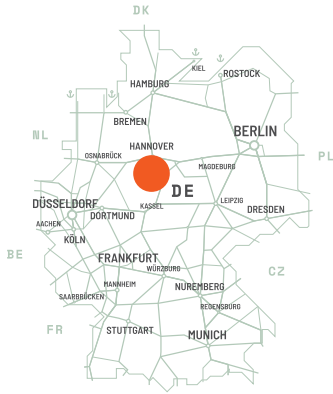 DK
KIEL
ROSTOCK
HAMBURG
BREMEN
BERLIN
NL
HANNOVER
OSNABRÜCK
PL
MAGDEBURG
DE
DÜSSELDORF
KASSEL
LEIPZIG
DRESDEN
DORTMUND
AACHEN
KÖLN
BE
FRANKFURT
WÜRZBURG
CZ
MANNHEIM
NUREMBERG
SAARBRÜCKEN
REGENSBURG
FR
STUTTGART
MUNICH